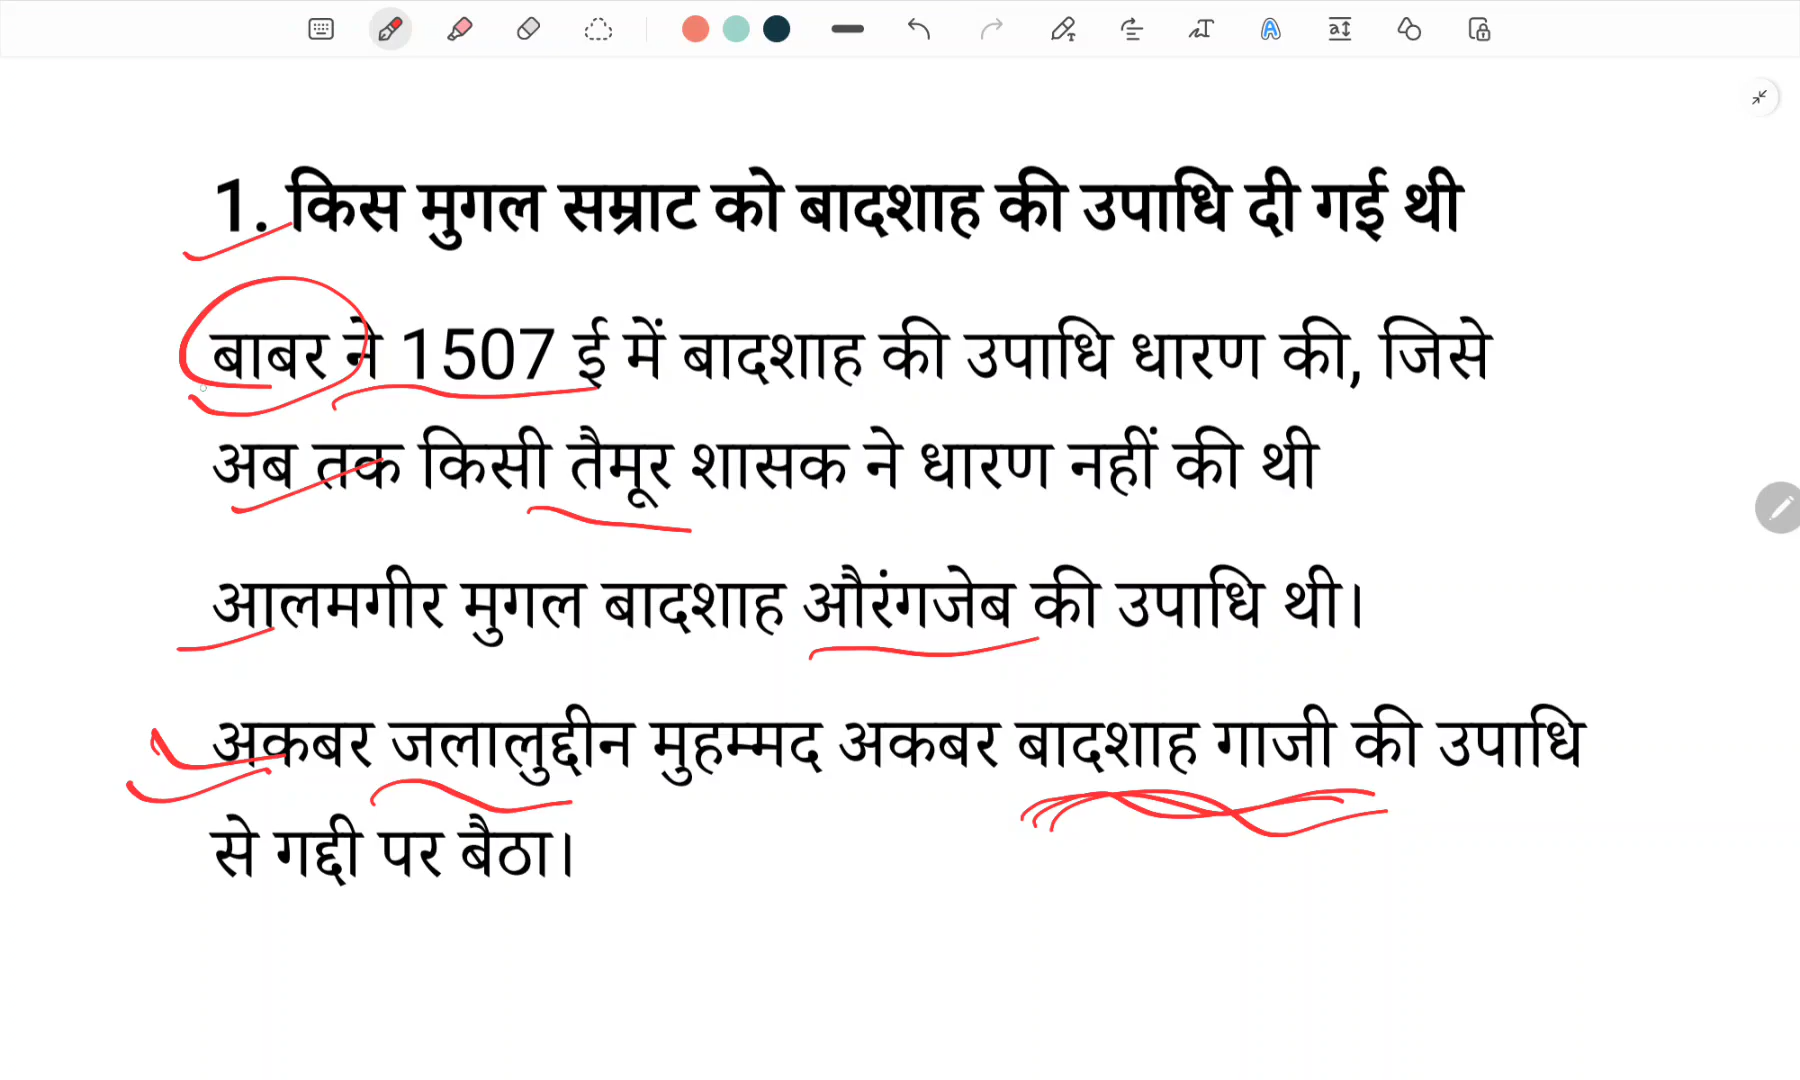 1. किस मुगल सम्राट को बादशाह की उपाधि दी गई थी
बाबर ने 1507 ई में बादशाह की उपाधि धारण की, जिसे
अब तक किसी तैमूर शासक ने धारण नहीं की थी
आलमगीर मुगल बादशाह औरंगजेब की उपाधि थी।
अकबर जलालुद्दीन मुहम्मद अकबर बादशाह गाजी की उपाधि
से गद्दी पर बैठा।